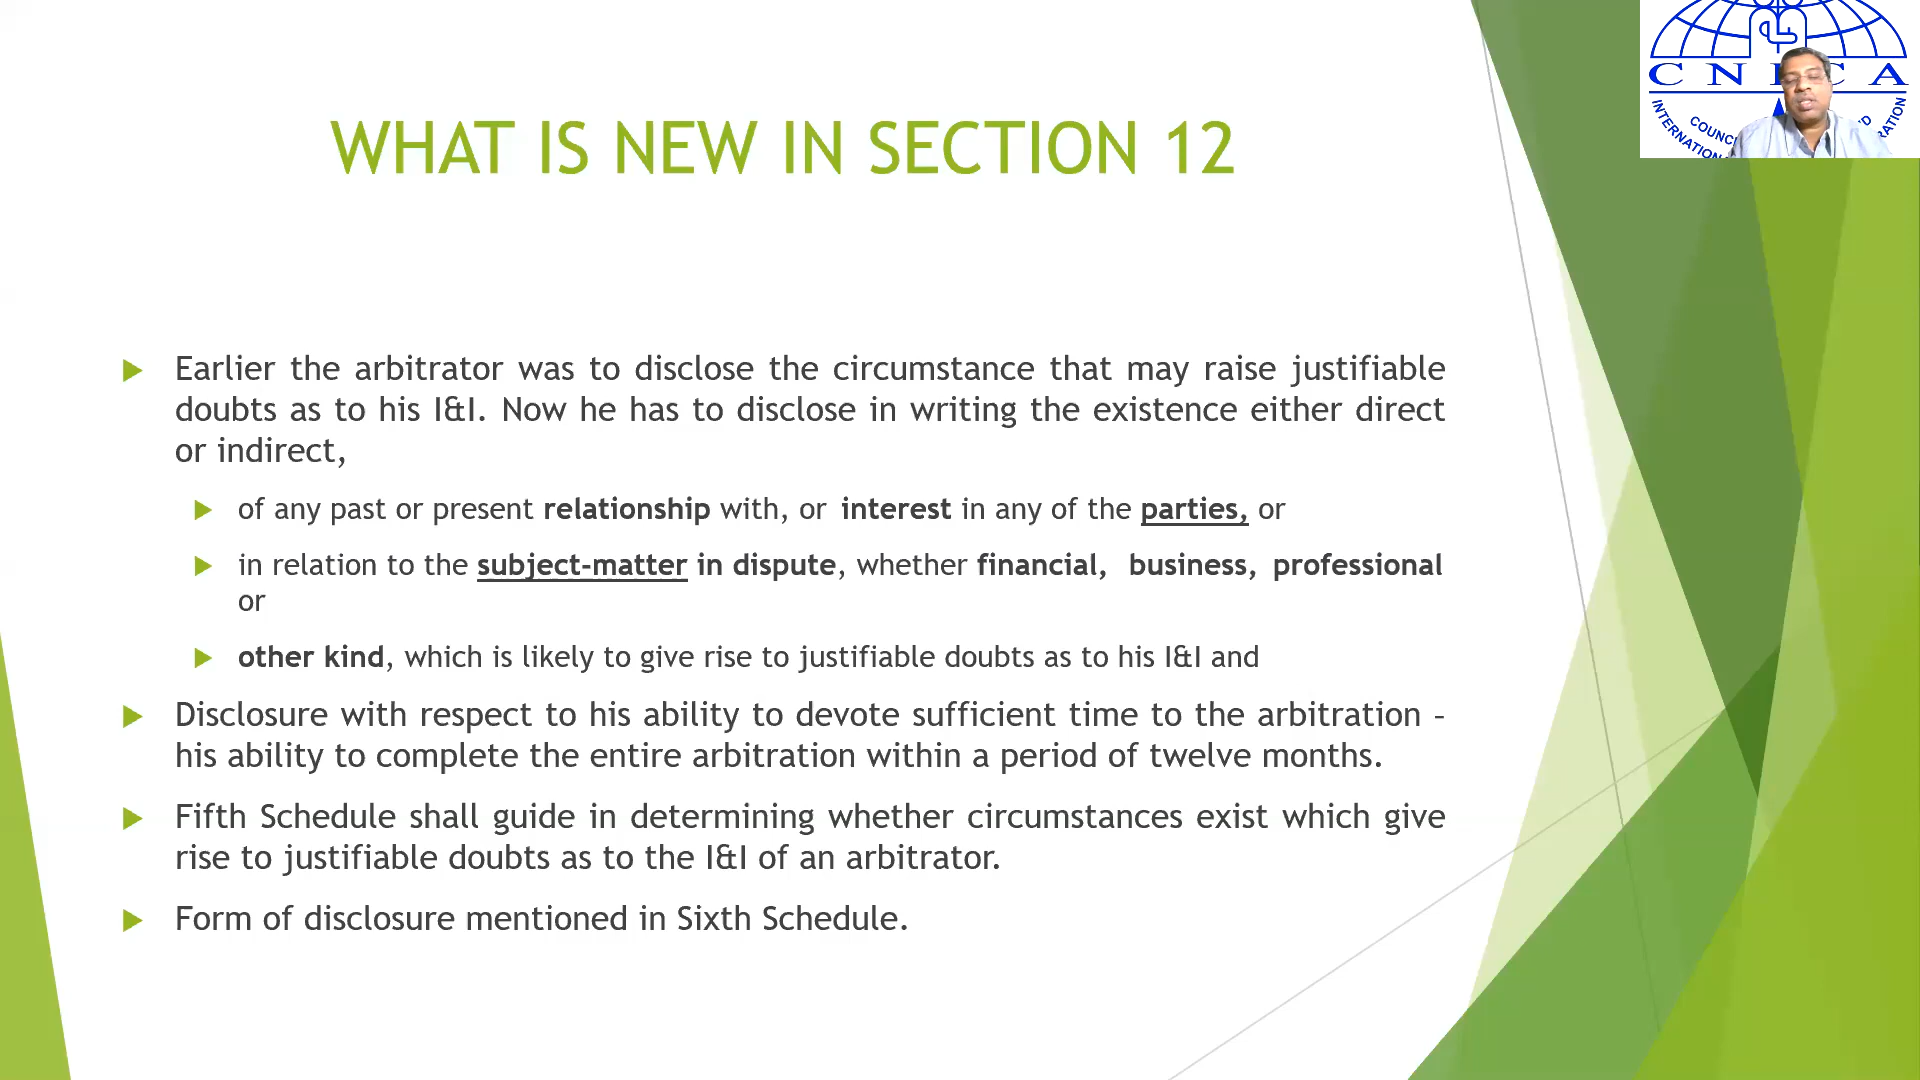 WHAT IS NEW IN SECTION 12
Earlier the arbitrator was to disclose the circumstance that may raise justifiable
doubts as to his I&I. Now he has to disclose in writing the existence either direct
or indirect,
of any past or present relationship with, or interest in any of the parties, or
in relation to the subject-matter in dispute, whether financial, business, professional
or
other kind, which is likely to give rise to justifiable doubts as to his I&I and
Disclosure with respect to his ability to devote sufficient time to the arbitration –
his ability to complete the entire arbitration within a period of twelve months.
Fifth Schedule shall guide in determining whether circumstances exist which give
rise to justifiable doubts as to the I&I of an arbitrator.
Form of disclosure mentioned in Sixth Schedule.
C N C A